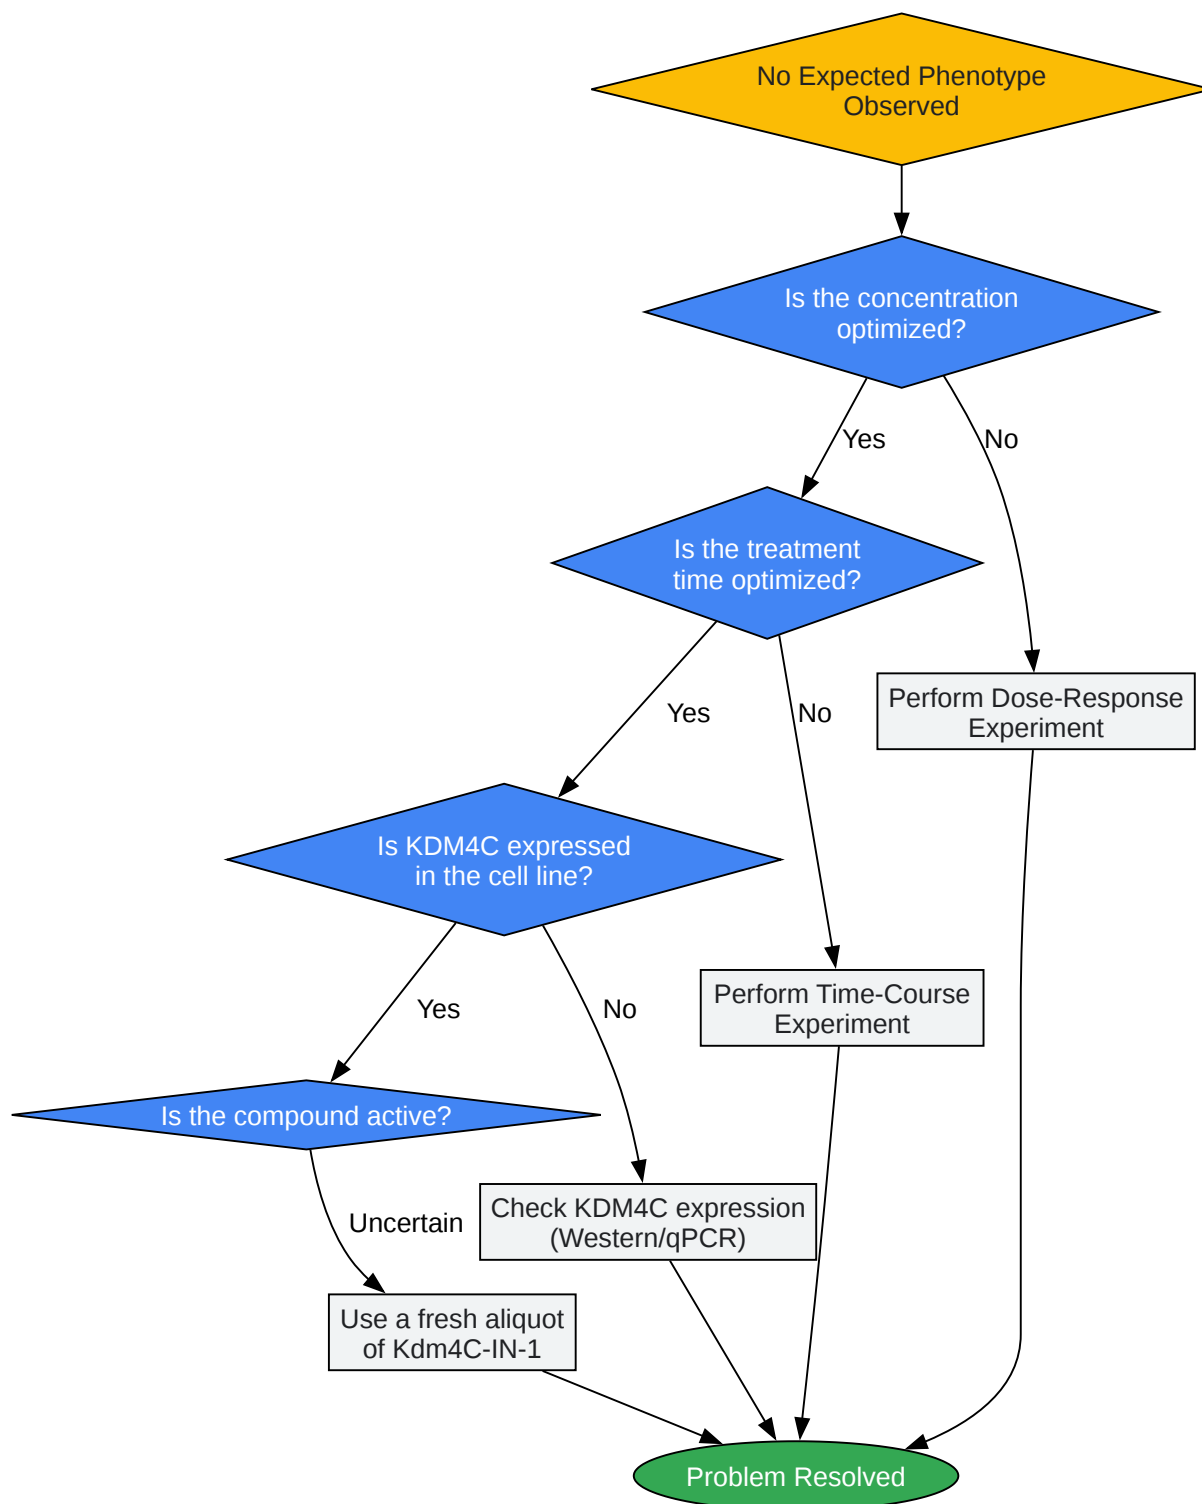 No Expected Phenotype
Observed
Is the concentration
optimized?
Yes
No
Is the treatment
time optimized?
Yes
No
Perform Dose-Response
Experiment
Is KDM4C expressed
in the cell line?
Yes
No
Perform Time-Course
Experiment
Is the compound active?
Uncertain
Check KDM4C expression
(Western/qPCR)
Use a fresh aliquot
of Kdm4C-IN-1
Problem Resolved